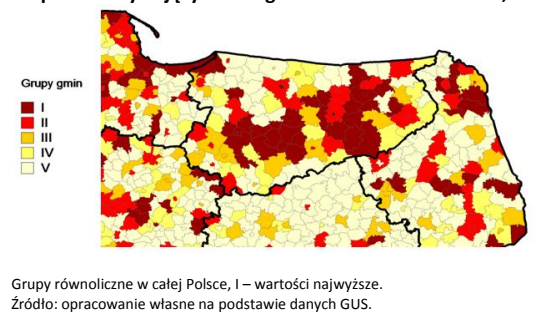 Grupy gmin
I
II
III
IV
V
Grupy równoliczne w całej Polsce, I – wartości najwyższe.
Źródło: opracowanie własne na podstawie danych GUS.